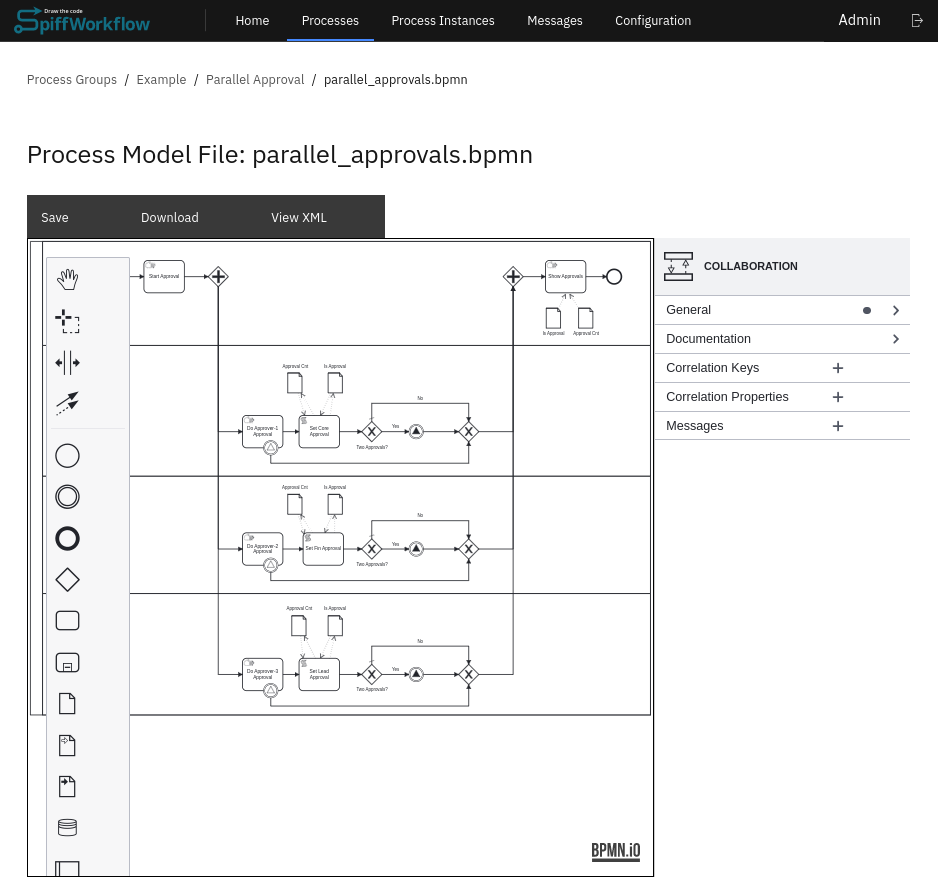 Draw the code
SpiffWorkflow
Home
Processes
Process Instances
Messages
Configuration
Admin
Process Groups / Example / Parallel Approval / parallel_approvals.bpmn
Process Model File: parallel_approvals.bpmn
Save
Download
View XML
COLLABORATION
General
Documentation
Correlation Keys
Correlation Properties
Messages
Start Approval
Show Approvals
Is Approval
Approval Cnt
Approval Cnt
Is Approval
No
Do Approver-1
Approval
Set Core
Approval
Yes
Two Approvals?
Approval Cnt
Is Approval
No
Do Approver-2
Approval
Set Fin Approval
Yes
Two Approvals?
Approval Cnt
Is Approval
No
Do Approver-3
Approval
Set Lead
Approval
Yes
Two Approvals?
BPMN.iO